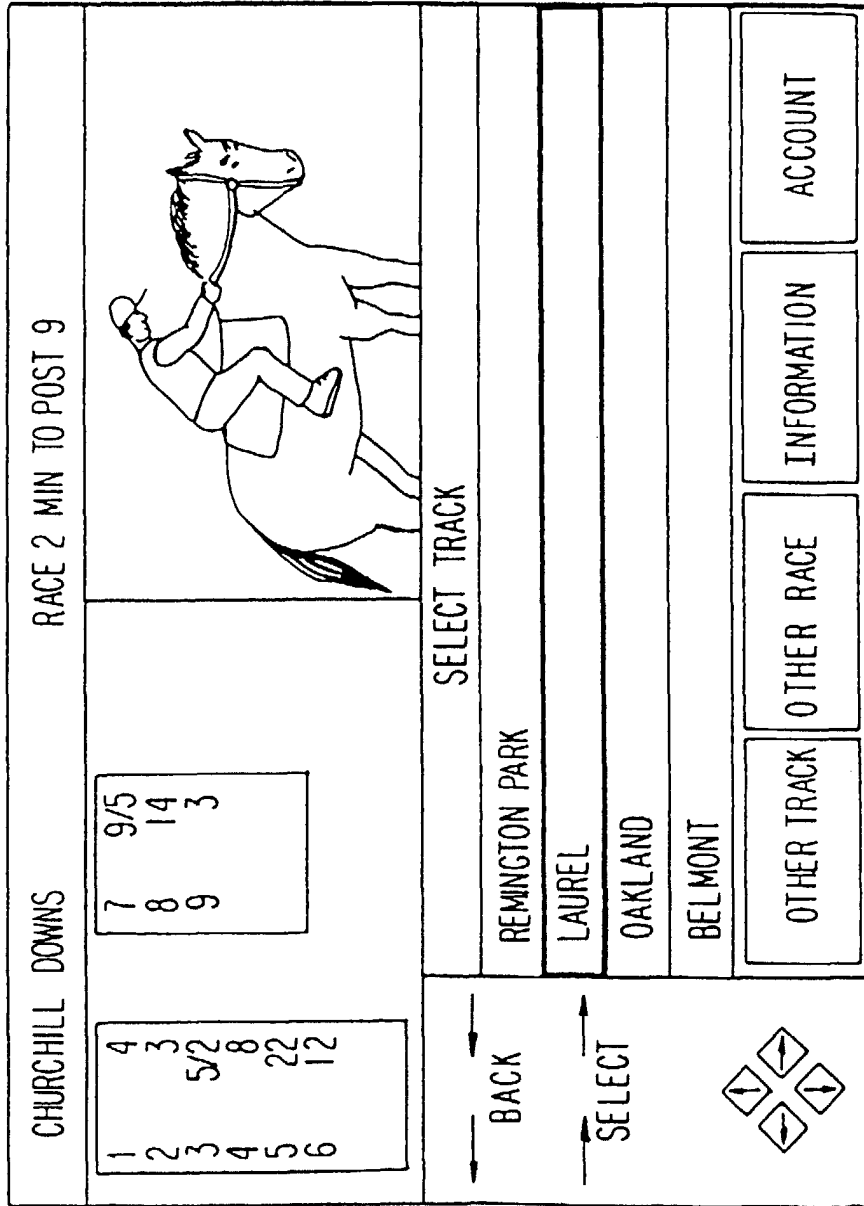 CHURCHILL DOWNS RACE 2 MIN TO POST 9
1 4
2 3
3 5/2
4 8
5 22
6 12
7 9/5
8 14
9 3
BACK
SELECT
SELECT TRACK
REMINGTON PARK
LAUREL
OAKLAND
BELMONT
OTHER TRACK
OTHER RACE
INFORMATION
ACCOUNT